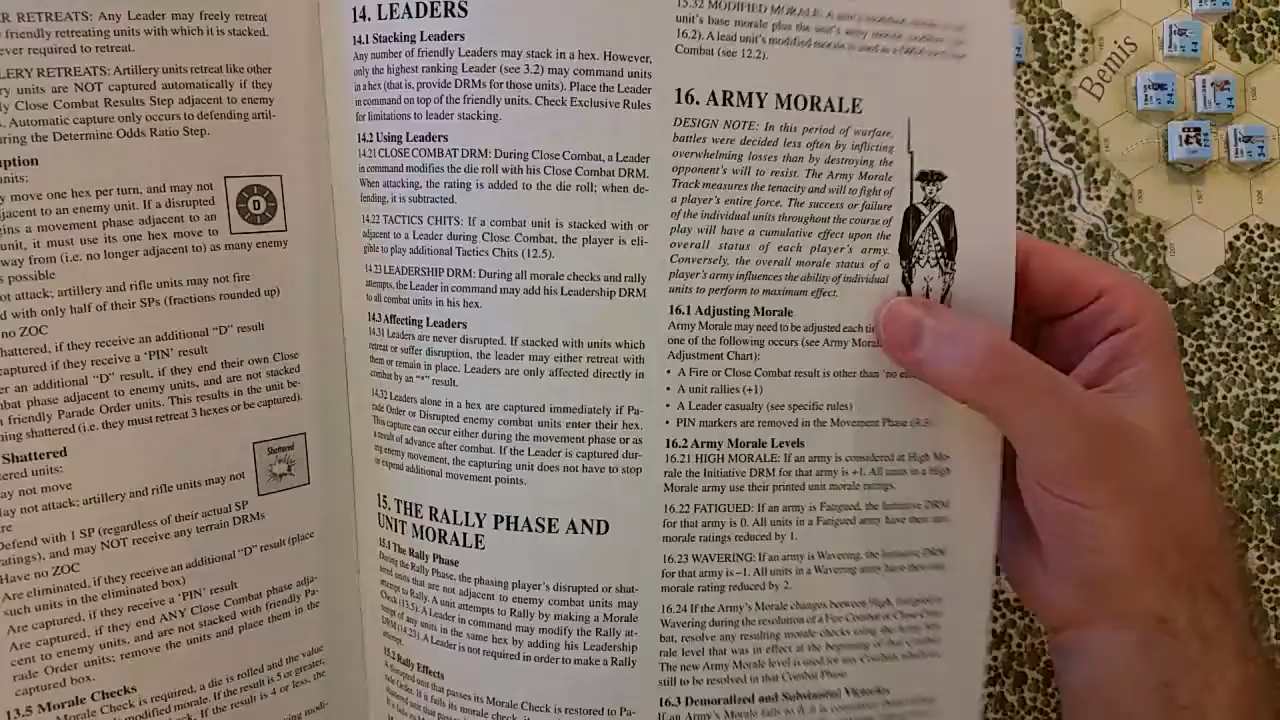 R RETREATS: Any Leader may freely retreat
friendly retreating units with which it is stacked.
ever required to retreat.
LERY RETREATS: Artillery units retreat like other
ry units are NOT captured automatically if they
ly Close Combat Results Step adjacent to enemy
. Automatic capture only occurs to defending artil-
uring the Determine Odds Ratio Step.
ption
units:
y move one hex per turn; and may not
jacent to an enemy unit. If a disrupted
gins a movement phase adjacent to an
unit, it must use its one hex move to
way from (i.e. no longer adjacent to) as many enemy
s possible
ot attack; artillery and rifle units may not fire
d with only half of their SPs (fractions rounded up)
no ZOC
hattered, if they receive an additional “D” result
captured if they receive a ‘PIN’ result
er an additional “D” result, if they end their own Close
bat phase adjacent to enemy units, and are not stacked
friendly Parade Order units. This results in the unit be-
ming shattered (i.e. they must retreat 3 hexes or be captured).
D
Shattered
ered units:
ay not move
May not attack; artillery and rifle units may not
re
Defend with 1 SP (regardless of their actual SP
ratings), and may NOT receive any terrain DRMs
Have no ZOC
Are eliminated, if they receive an additional “D” result (place
such units in the eliminated box)
Are captured, if they receive a ‘PIN’ result
Are captured, if they end ANY Close Combat phase adja-
cent to enemy units, and are not stacked with friendly Pa-
rade Order units; remove the units and place them in the
captured box.
Shattered
13.5 Morale Checks
Morale Check is required, a die is rolled and the value
modified morale. If the result is 5 or greater,
ck. If the result is 4 or less, the
14. LEADERS
14.1 Stacking Leaders
Any number of friendly Leaders may stack in a hex. However,
only the highest ranking Leader (see 3.2) may command units
in a hex (that is, provide DRMs for those units). Place the Leader
in command on top of the friendly units. Check Exclusive Rules
for limitations to leader stacking.
14.2 Using Leaders
14.21 CLOSE COMBAT DRM: During Close Combat, a Leader
in command modifies the die roll with his Close Combat DRM.
When attacking, the rating is added to the die roll; when de-
fending, it is subtracted.
14.22 TACTICS CHITS: If a combat unit is stacked with or
adjacent to a Leader during Close Combat, the player is eli-
gible to play additional Tactics Chits (12.5).
14.23 LEADERSHIP DRM: During all morale checks and rally
attempts, the Leader in command may add his Leadership DRM
to all combat units in his hex.
14.3 Affecting Leaders
14.31 Leaders are never disrupted. If stacked with units which
retreat or suffer disruption, the leader may either retreat with
them or remain in place. Leaders are only affected directly in
combat by an “*” result.
14.32 Leaders alone in a hex are captured immediately if Pa-
rade Order or Disrupted enemy combat units enter their hex.
This capture can occur either during the movement phase or as
a result of advance after combat. If the Leader is captured dur-
ing enemy movement, the capturing unit does not have to stop
or expend additional movement points.
15. THE RALLY PHASE AND
UNIT MORALE
15.1 The Rally Phase
During the Rally Phase, the phasing player’s disrupted or shat-
tered units that are not adjacent to enemy combat units may
attempt to Rally. A unit attempts to Rally by making a Morale
Check (13.5). A Leader in command may modify the Rally at-
tempt of any units in the same hex by adding his Leadership
DRM (14.23). A Leader is not required in order to make a Rally
attempt.
15.2 Rally Effects
A disrupted unit that passes its Morale Check is restored to Pa-
rade Order. If it fails its morale check,
15.32 MODIFIED MORALE: A unit's modified
unit’s base morale plus the unit's army morale
16.2). A lead unit’s modified morale is used
Combat (see 12.2).
16. ARMY MORALE
DESIGN NOTE: In this period of warfare,
battles were decided less often by inflicting
overwhelming losses than by destroying the
opponent’s will to resist. The Army Morale
Track measures the tenacity and will to fight of
a player’s entire force. The success or failure
of the individual units throughout the course of
play will have a cumulative effect upon the
overall status of each player’s army.
Conversely, the overall morale status of a
player’s army influences the ability of individual
units to perform to maximum effect.
16.1 Adjusting Morale
Army Morale may need to be adjusted each ti
one of the following occurs (see Army Moral
Adjustment Chart):
• A Fire or Close Combat result is other than ‘no e
• A unit rallies (+1)
• A Leader casualty (see specific rules)
• PIN markers are removed in the Movement Phase (9.3)
16.2 Army Morale Levels
16.21 HIGH MORALE: If an army is considered at High Mo-
rale the Initiative DRM for that army is +1. All units in a High
Morale army use their printed unit morale ratings.
16.22 FATIGUED: If an army is Fatigued, the Initiative DRM
for that army is 0. All units in a Fatigued army have their unit
morale ratings reduced by 1.
16.23 WAVERING: If an army is Wavering, the Initiative DRM
for that army is –1. All units in a Wavering army have their
morale rating reduced by 2.
16.24 If the Army’s Morale changes between High, Fatigued or
Wavering during the resolution of a Fire Combat or Close Com-
bat, resolve any resulting morale checks using the Army Mo-
rale level that was in effect at the beginning of that combat.
The new Army Morale level is used for any Combats
still to be resolved in that Combat Phase.
16.3 Demoralized and Substantial Victories
If an Army’s Morale falls to 0, it is
Bemis